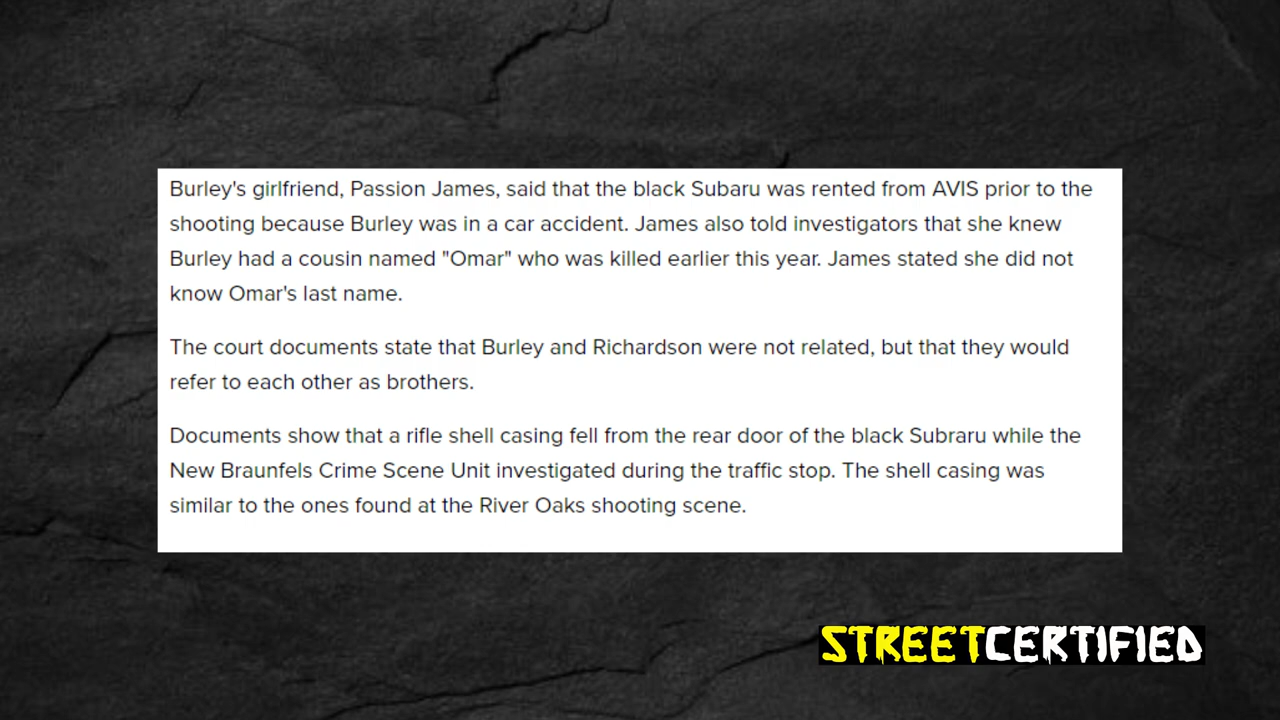 Burley's girlfriend, Passion James, said that the black Subaru was rented from AVIS prior to the
shooting because Burley was in a car accident. James also told investigators that she knew
Burley had a cousin named "Omar" who was killed earlier this year. James stated she did not
know Omar's last name.
The court documents state that Burley and Richardson were not related, but that they would
refer to each other as brothers.
Documents show that a rifle shell casing fell from the rear door of the black Subraru while the
New Braunfels Crime Scene Unit investigated during the traffic stop. The shell casing was
similar to the ones found at the River Oaks shooting scene.
STREETCERTIFIED